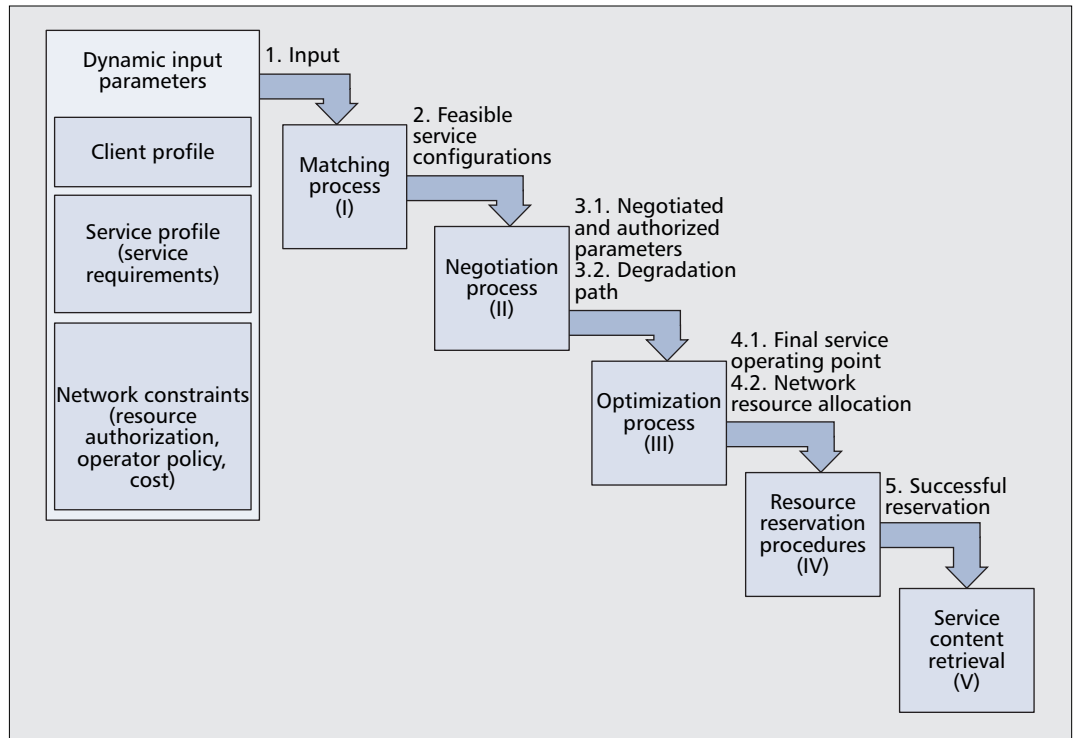 Dynamic input
parameters
Client profile
Service profile
(service
requirements)
Network constraints
(resource
authorization,
operator policy,
cost)
1. Input
Matching
process
(I)
2. Feasible
service
configurations
Negotiation
process
(II)
3.1. Negotiated
and authorized
parameters
3.2. Degradation
path
Optimization
process
(III)
4.1. Final service
operating point
4.2. Network
resource allocation
Resource
reservation
procedures
(IV)
5. Successful
reservation
Service
content
retrieval
(V)